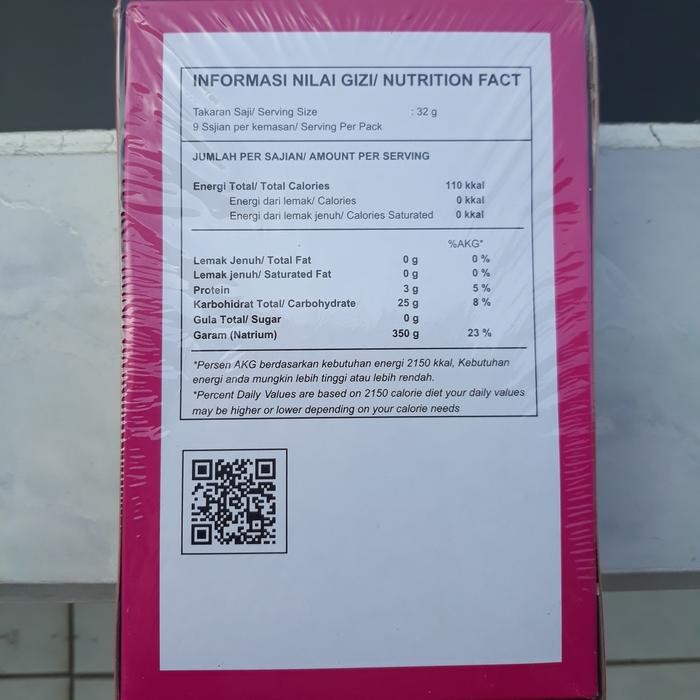 INFORMASI NILAI GIZI/ NUTRITION FACT
Takaran Saji/ Serving Size : 32 g
9 Ssjian per kemasan/ Serving Per Pack
JUMLAH PER SAJIAN/ AMOUNT PER SERVING
Energi Total/ Total Calories 110 kkal
Energi dari lemak/ Calories 0 kkal
Energi dari lemak jenuh/ Calories Saturated 0 kkal
%AKG*
Lemak Jenuh/ Total Fat 0 g 0 %
Lemak jenuh/ Saturated Fat 0 g 0 %
Protein 3 g 5 %
Karbohidrat Total/ Carbohydrate 25 g 8 %
Gula Total/ Sugar 0 g
Garam (Natrium) 350 g 23 %
*Persen AKG berdasarkan kebutuhan energi 2150 kkal, Kebutuhan
energi anda mungkin lebih tinggi atau lebih rendah.
*Percent Daily Values are based on 2150 calorie diet your daily values
may be higher or lower depending on your calorie needs